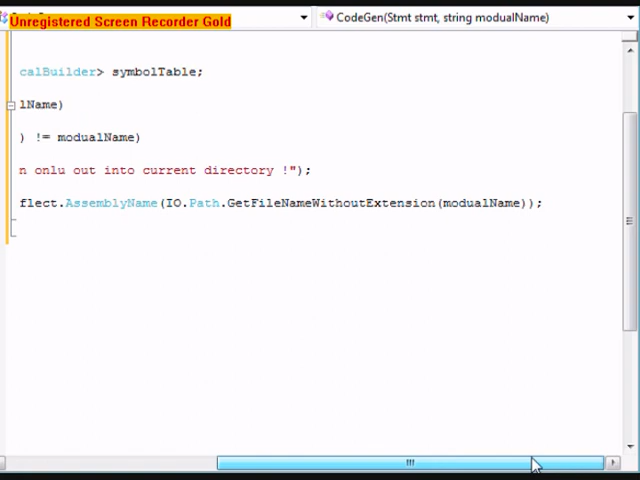 Unregistered Screen Recorder Gold
CodeGen(Stmt stmt, string modualName)
calBuilder> symbolTable;
lName)
) != modualName)
n onlu out into current directory !");
flect.AssemblyName(IO.Path.GetFileNameWithoutExtension(modualName));